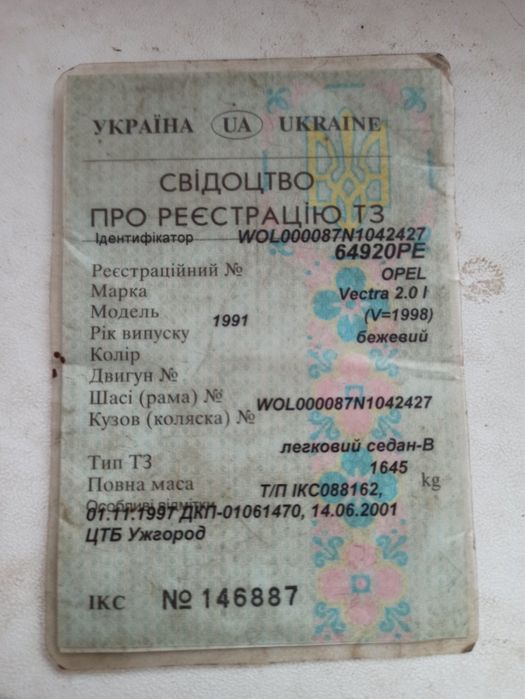 УКРАЇНА UA UKRAINE
СВІДОЦТВО
ПРО РЕЄСТРАЦІЮ ТЗ
Ідентифікатор WOL000087N1042427
Реєстраційний № 64920РЕ
Марка OPEL
Модель Vectra 2.0 I
Рік випуску 1991 (V=1998)
Колір бежевий
Двигун №
Шасі (рама) №
Кузов (коляска) № WOL000087N1042427
Тип ТЗ легковий седан-В
Повна маса 1645 kg
Особливі відмітки Т/П ІКС088162,
01.11.1997 ДКП-01061470, 14.06.2001
ЦТБ Ужгород
ІКС № 146887